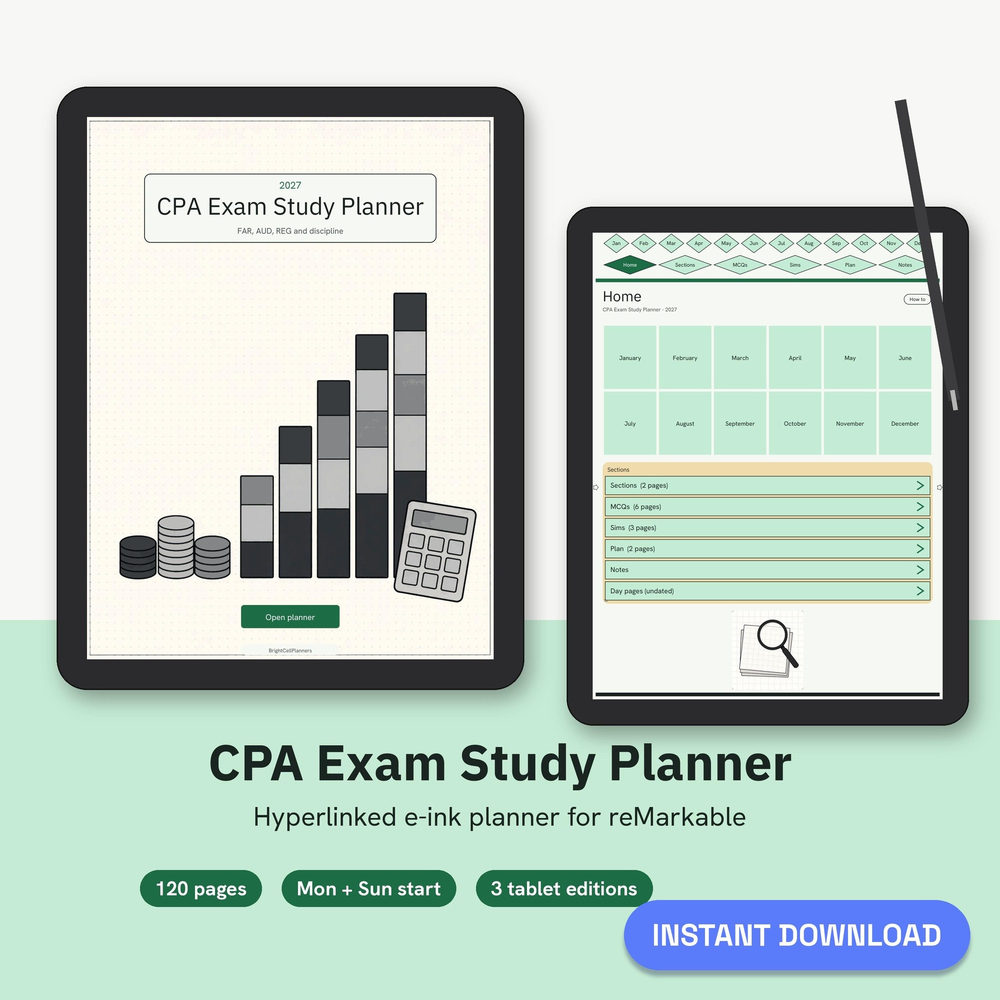 2027
CPA Exam Study Planner
FAR, AUD, REG and discipline
Open planner
BrightCellPlanners
Jan Feb Mar Apr May Jun Jul Aug Sep Oct Nov
Home Sections MCQs Sims Plan Notes
Home
How to
CPA Exam Study Planner - 2027
January February March April May June
July August September October November December
Sections
Sections (2 pages)
MCQs (6 pages)
Sims (3 pages)
Plan (2 pages)
Notes
Day pages (undated)
CPA Exam Study Planner
Hyperlinked e-ink planner for reMarkable
120 pages Mon + Sun start 3 tablet editions
INSTANT DOWNLOAD